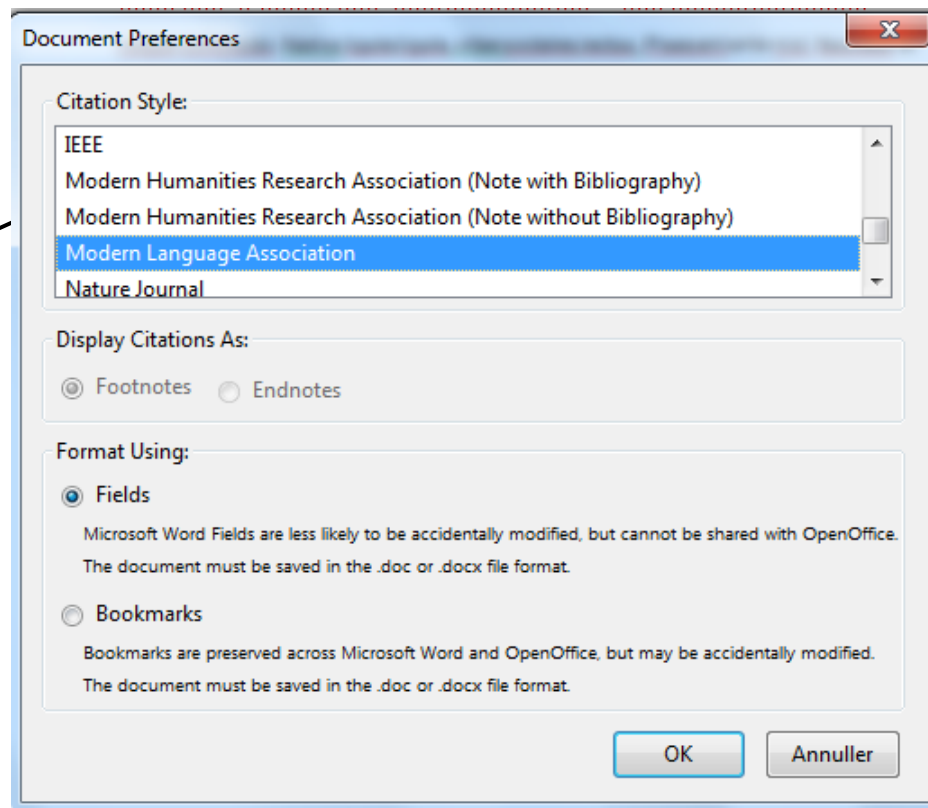 Document Preferences
Citation Style:
IEEE
Modern Humanities Research Association (Note with Bibliography)
Modern Humanities Research Association (Note without Bibliography)
Modern Language Association
Nature Journal
Display Citations As:
Footnotes Endnotes
Format Using:
Fields
Microsoft Word Fields are less likely to be accidentally modified, but cannot be shared with OpenOffice.
The document must be saved in the .doc or .docx file format.
Bookmarks
Bookmarks are preserved across Microsoft Word and OpenOffice, but may be accidentally modified.
The document must be saved in the .doc or .docx file format.
OK Annuller